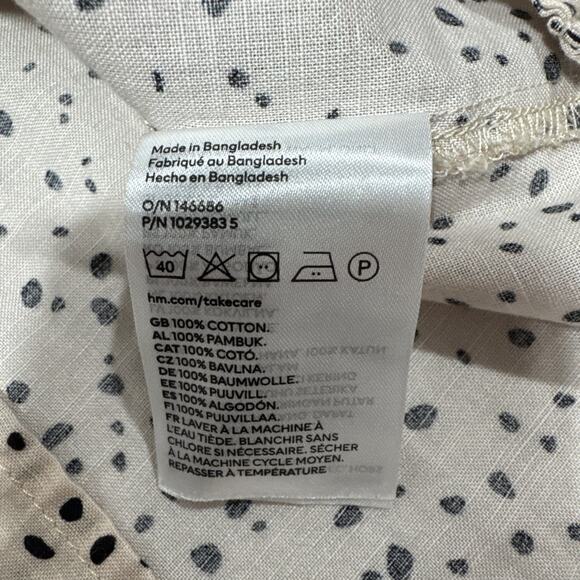 Made in Bangladesh
Fabriqué au Bangladesh
Hecho en Bangladesh
O/N 146686
P/N 1029383 5
40
P
hm.com/takecare
GB 100% COTTON.
AL 100% PAMBUK.
CAT 100% COTÓ.
CZ 100% BAVLNA.
DE 100% BAUMWOLLE.
EE 100% PUUVILL.
ES 100% ALGODÓN.
FI 100% PUUVILLAA.
FR LAVER À LA MACHINE À
L'EAU TIÈDE. BLANCHIR SANS
CHLORE SI NÉCESSAIRE. SÉCHER
À LA MACHINE CYCLE MOYEN.
REPASSER À TEMPÉRATURE